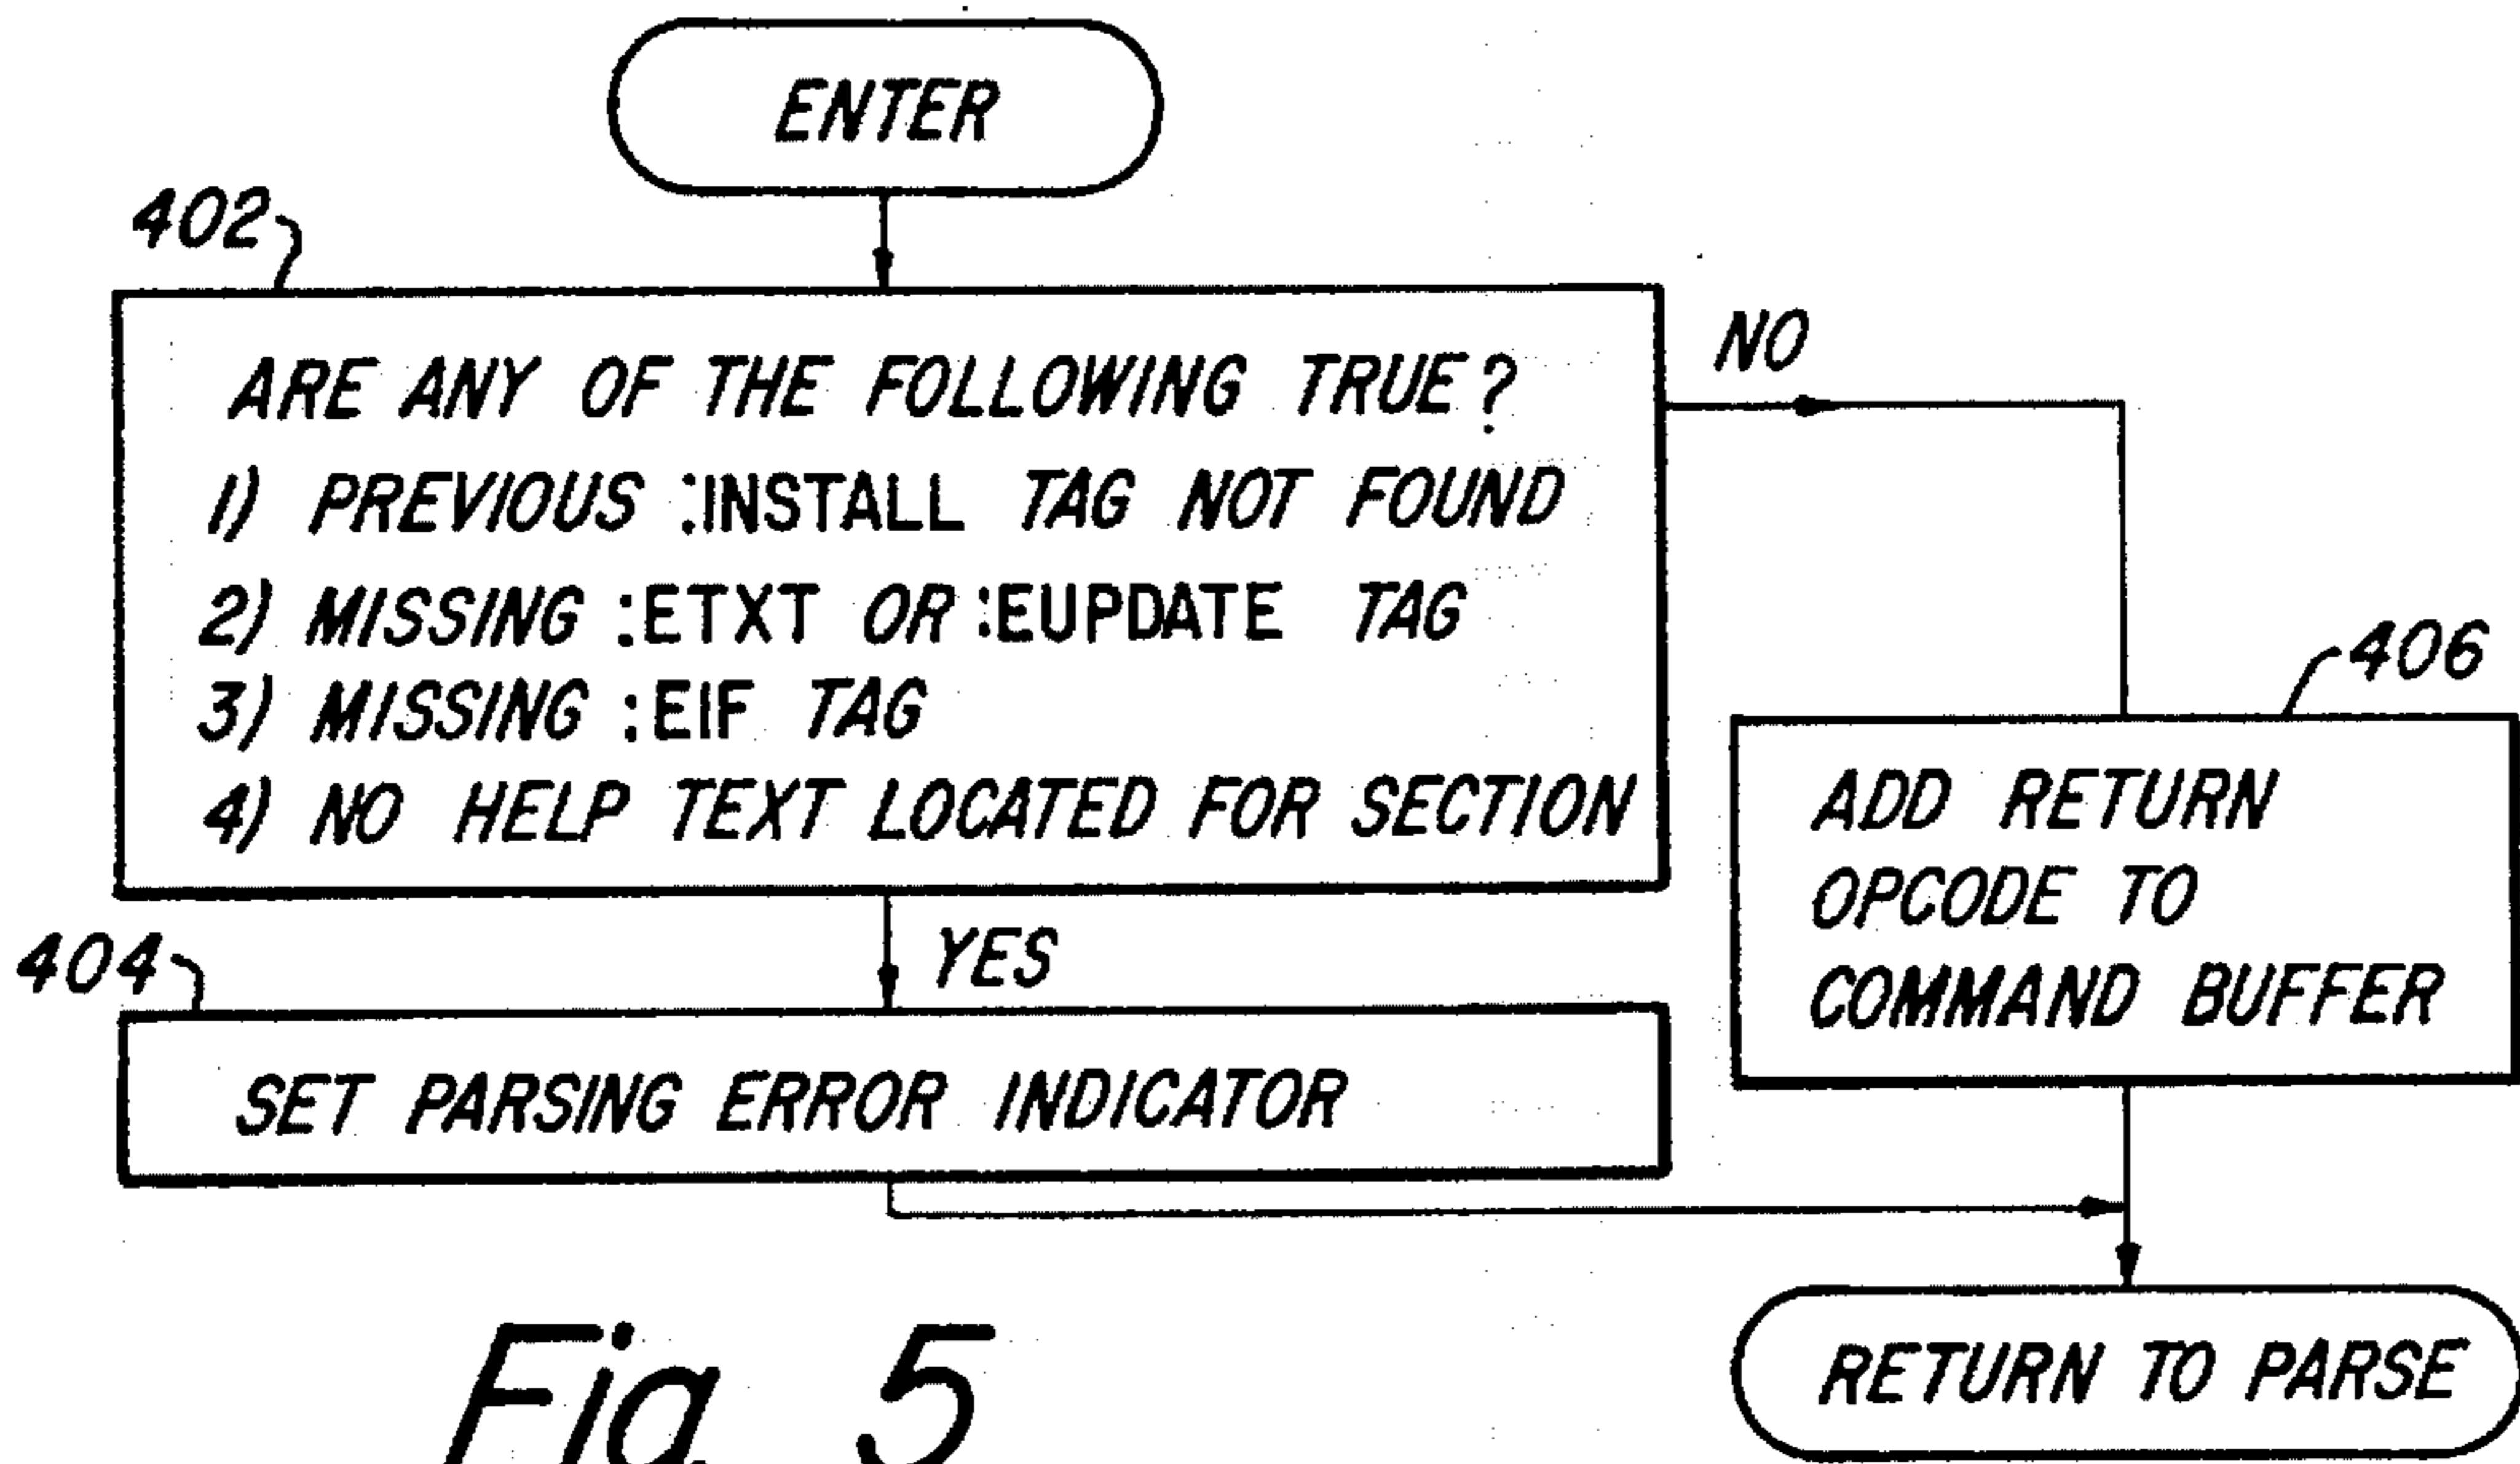 ENTER
402
ARE ANY OF THE FOLLOWING TRUE?
1) PREVIOUS :INSTALL TAG NOT FOUND
2) MISSING :ETXT OR :EUPDATE TAG
3) MISSING :EIF TAG
4) NO HELP TEXT LOCATED FOR SECTION
NO
406
ADD RETURN
OPCODE TO
COMMAND BUFFER
YES
404
SET PARSING ERROR INDICATOR
RETURN TO PARSE
Fig. 5